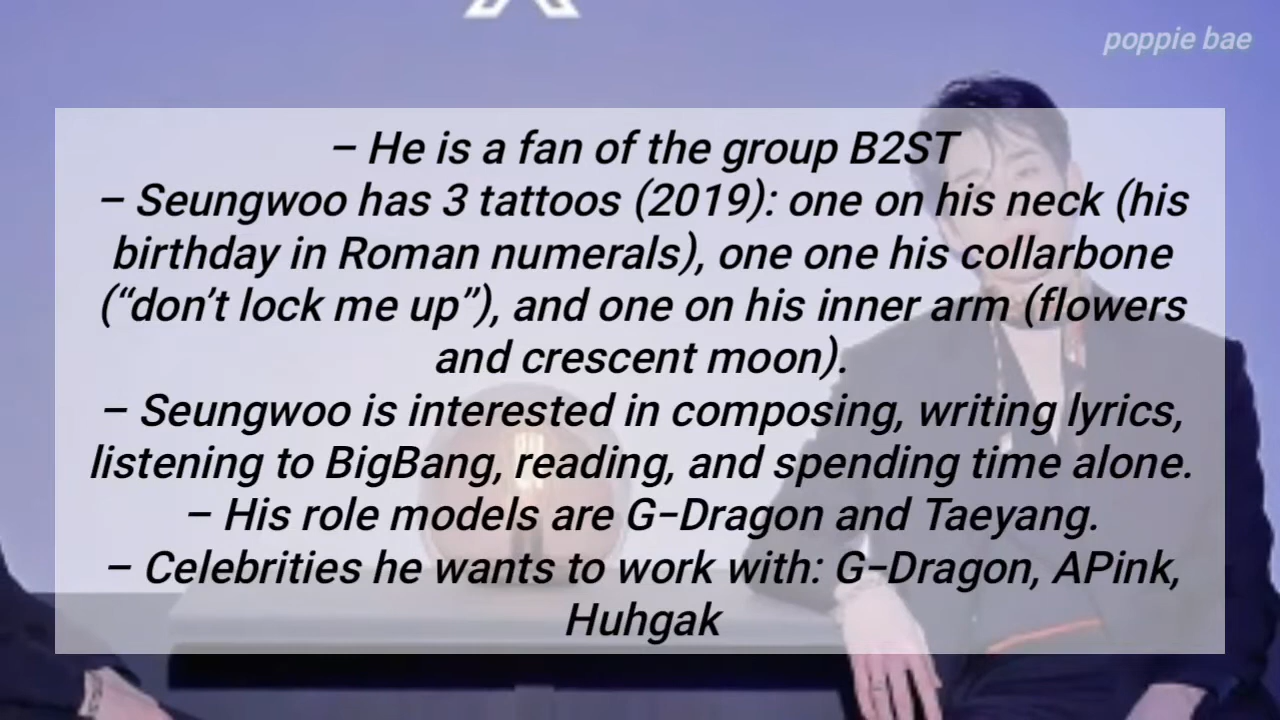 poppie bae
– He is a fan of the group B2ST
– Seungwoo has 3 tattoos (2019): one on his neck (his
birthday in Roman numerals), one one his collarbone
(“don’t lock me up”), and one on his inner arm (flowers
and crescent moon).
– Seungwoo is interested in composing, writing lyrics,
listening to BigBang, reading, and spending time alone.
– His role models are G-Dragon and Taeyang.
– Celebrities he wants to work with: G-Dragon, APink,
Huhgak